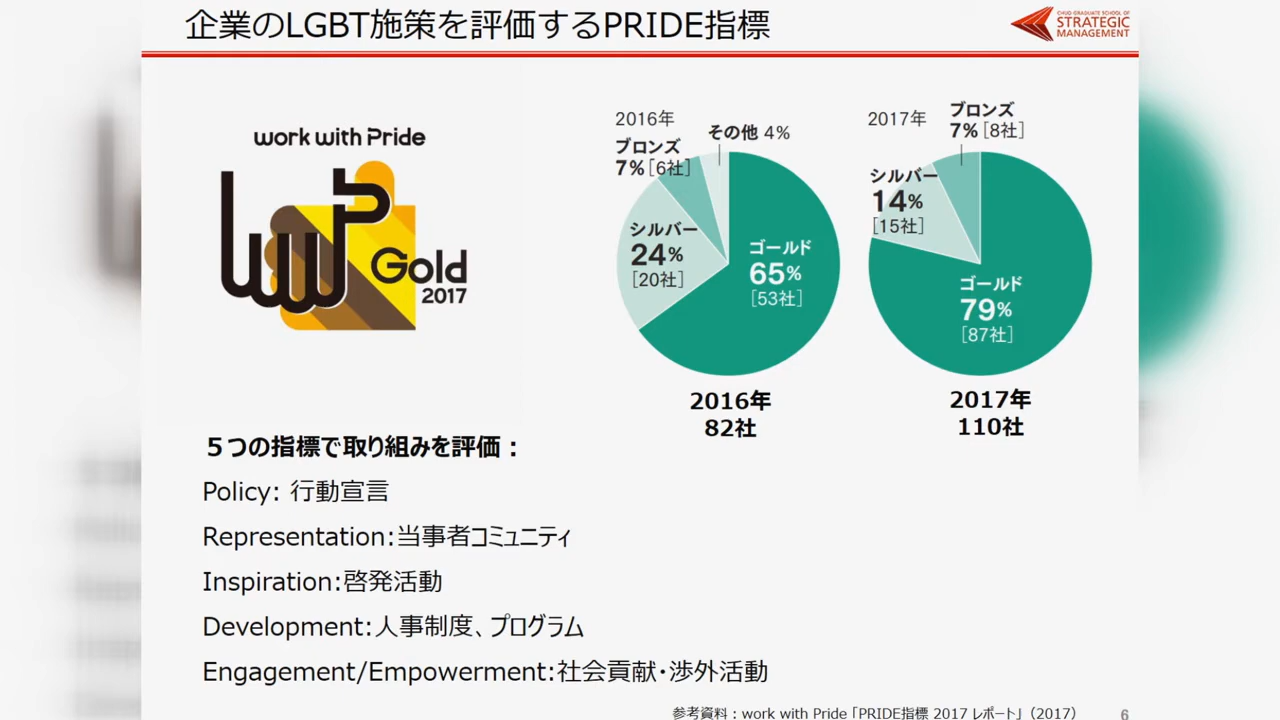 企業のLGBT施策を評価するPRIDE指標
CHUO GRADUATE SCHOOL OF
STRATEGIC
MANAGEMENT
work with Pride
wwP
Gold
2017
2016年
ブロンズ
7% [6社]
その他 4%
シルバー
24%
[20社]
ゴールド
65%
[53社]
2016年
82社
2017年
ブロンズ
7% [8社]
シルバー
14%
[15社]
ゴールド
79%
[87社]
2017年
110社
５つの指標で取り組みを評価：
Policy: 行動宣言
Representation:当事者コミュニティ
Inspiration:啓発活動
Development:人事制度、プログラム
Engagement/Empowerment:社会貢献・渉外活動
参考資料：work with Pride「PRIDE指標 2017 レポート」（2017）
6